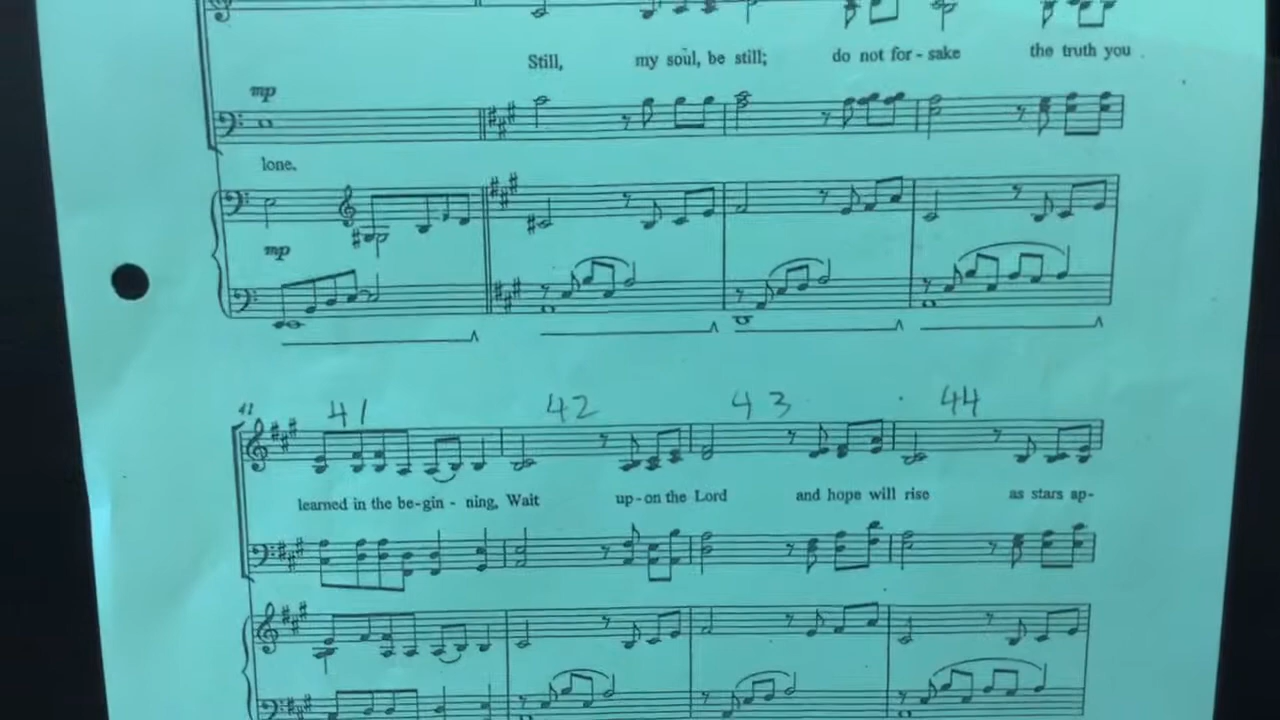 Still, my soul, be still; do not for - sake the truth you
mp
lone.
mp
41 41 42 43 44
learned in the be - gin - ning, Wait up - on the Lord and hope will rise as stars ap-